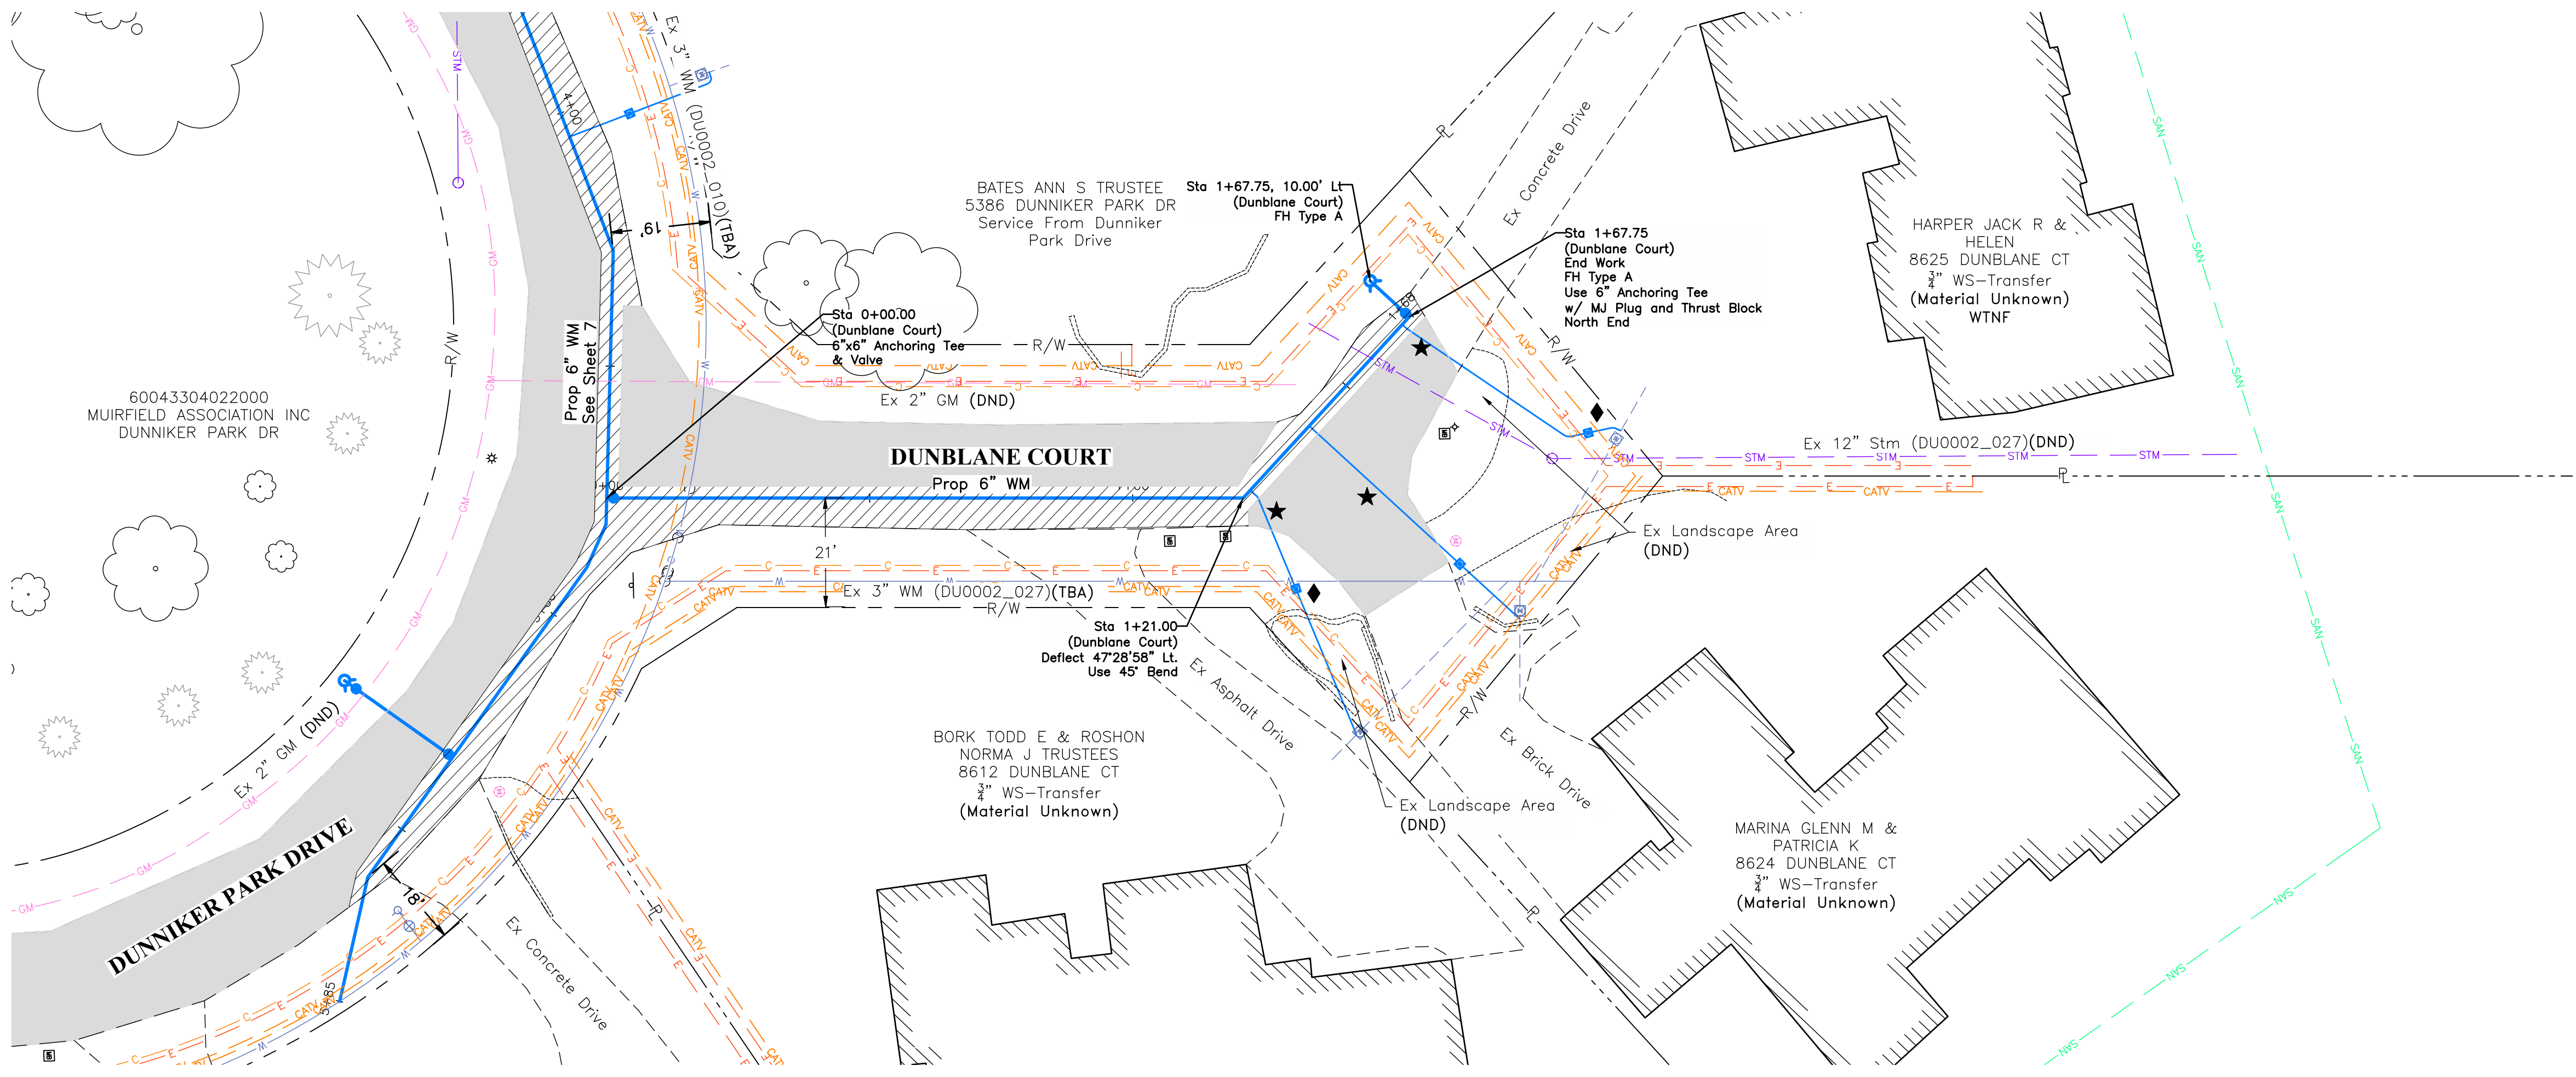 Ex 3" WM (DU0002_010)(TBA)
4+00
19'
Prop 6" WM
See Sheet 7
60043304022000
MUIRFIELD ASSOCIATION INC
DUNNIKER PARK DR
R/W
GM
STM
CATV
C
E
W
BATES ANN S TRUSTEE
5386 DUNNIKER PARK DR
Service From Dunniker
Park Drive
Sta 1+67.75, 10.00' Lt
(Dunblane Court)
FH Type A
Sta 0+00.00
(Dunblane Court)
6"x6" Anchoring Tee
& Valve
R/W
Ex 2" GM (DND)
DUNBLANE COURT
Prop 6" WM
21'
Ex 3" WM (DU0002_027)(TBA)
R/W
Sta 1+21.00
(Dunblane Court)
Deflect 47°28'58" Lt.
Use 45° Bend
Sta 1+67.75
(Dunblane Court)
End Work
FH Type A
Use 6" Anchoring Tee
w/ MJ Plug and Thrust Block
North End
Ex Concrete Drive
R/W
HARPER JACK R &
HELEN
8625 DUNBLANE CT
3/4" WS-Transfer
(Material Unknown)
WTNF
SAN
Ex 12" Stm (DU0002_027)(DND)
STM
Ex Landscape Area
(DND)
Ex Asphalt Drive
BORK TODD E & ROSHON
NORMA J TRUSTEES
8612 DUNBLANE CT
3/4" WS-Transfer
(Material Unknown)
R/W
Ex Brick Drive
Ex Landscape Area
(DND)
MARINA GLENN M &
PATRICIA K
8624 DUNBLANE CT
3/4" WS-Transfer
(Material Unknown)
Ex 2" GM (DND)
DUNNIKER PARK DRIVE
18'
5+85
Ex Concrete Drive